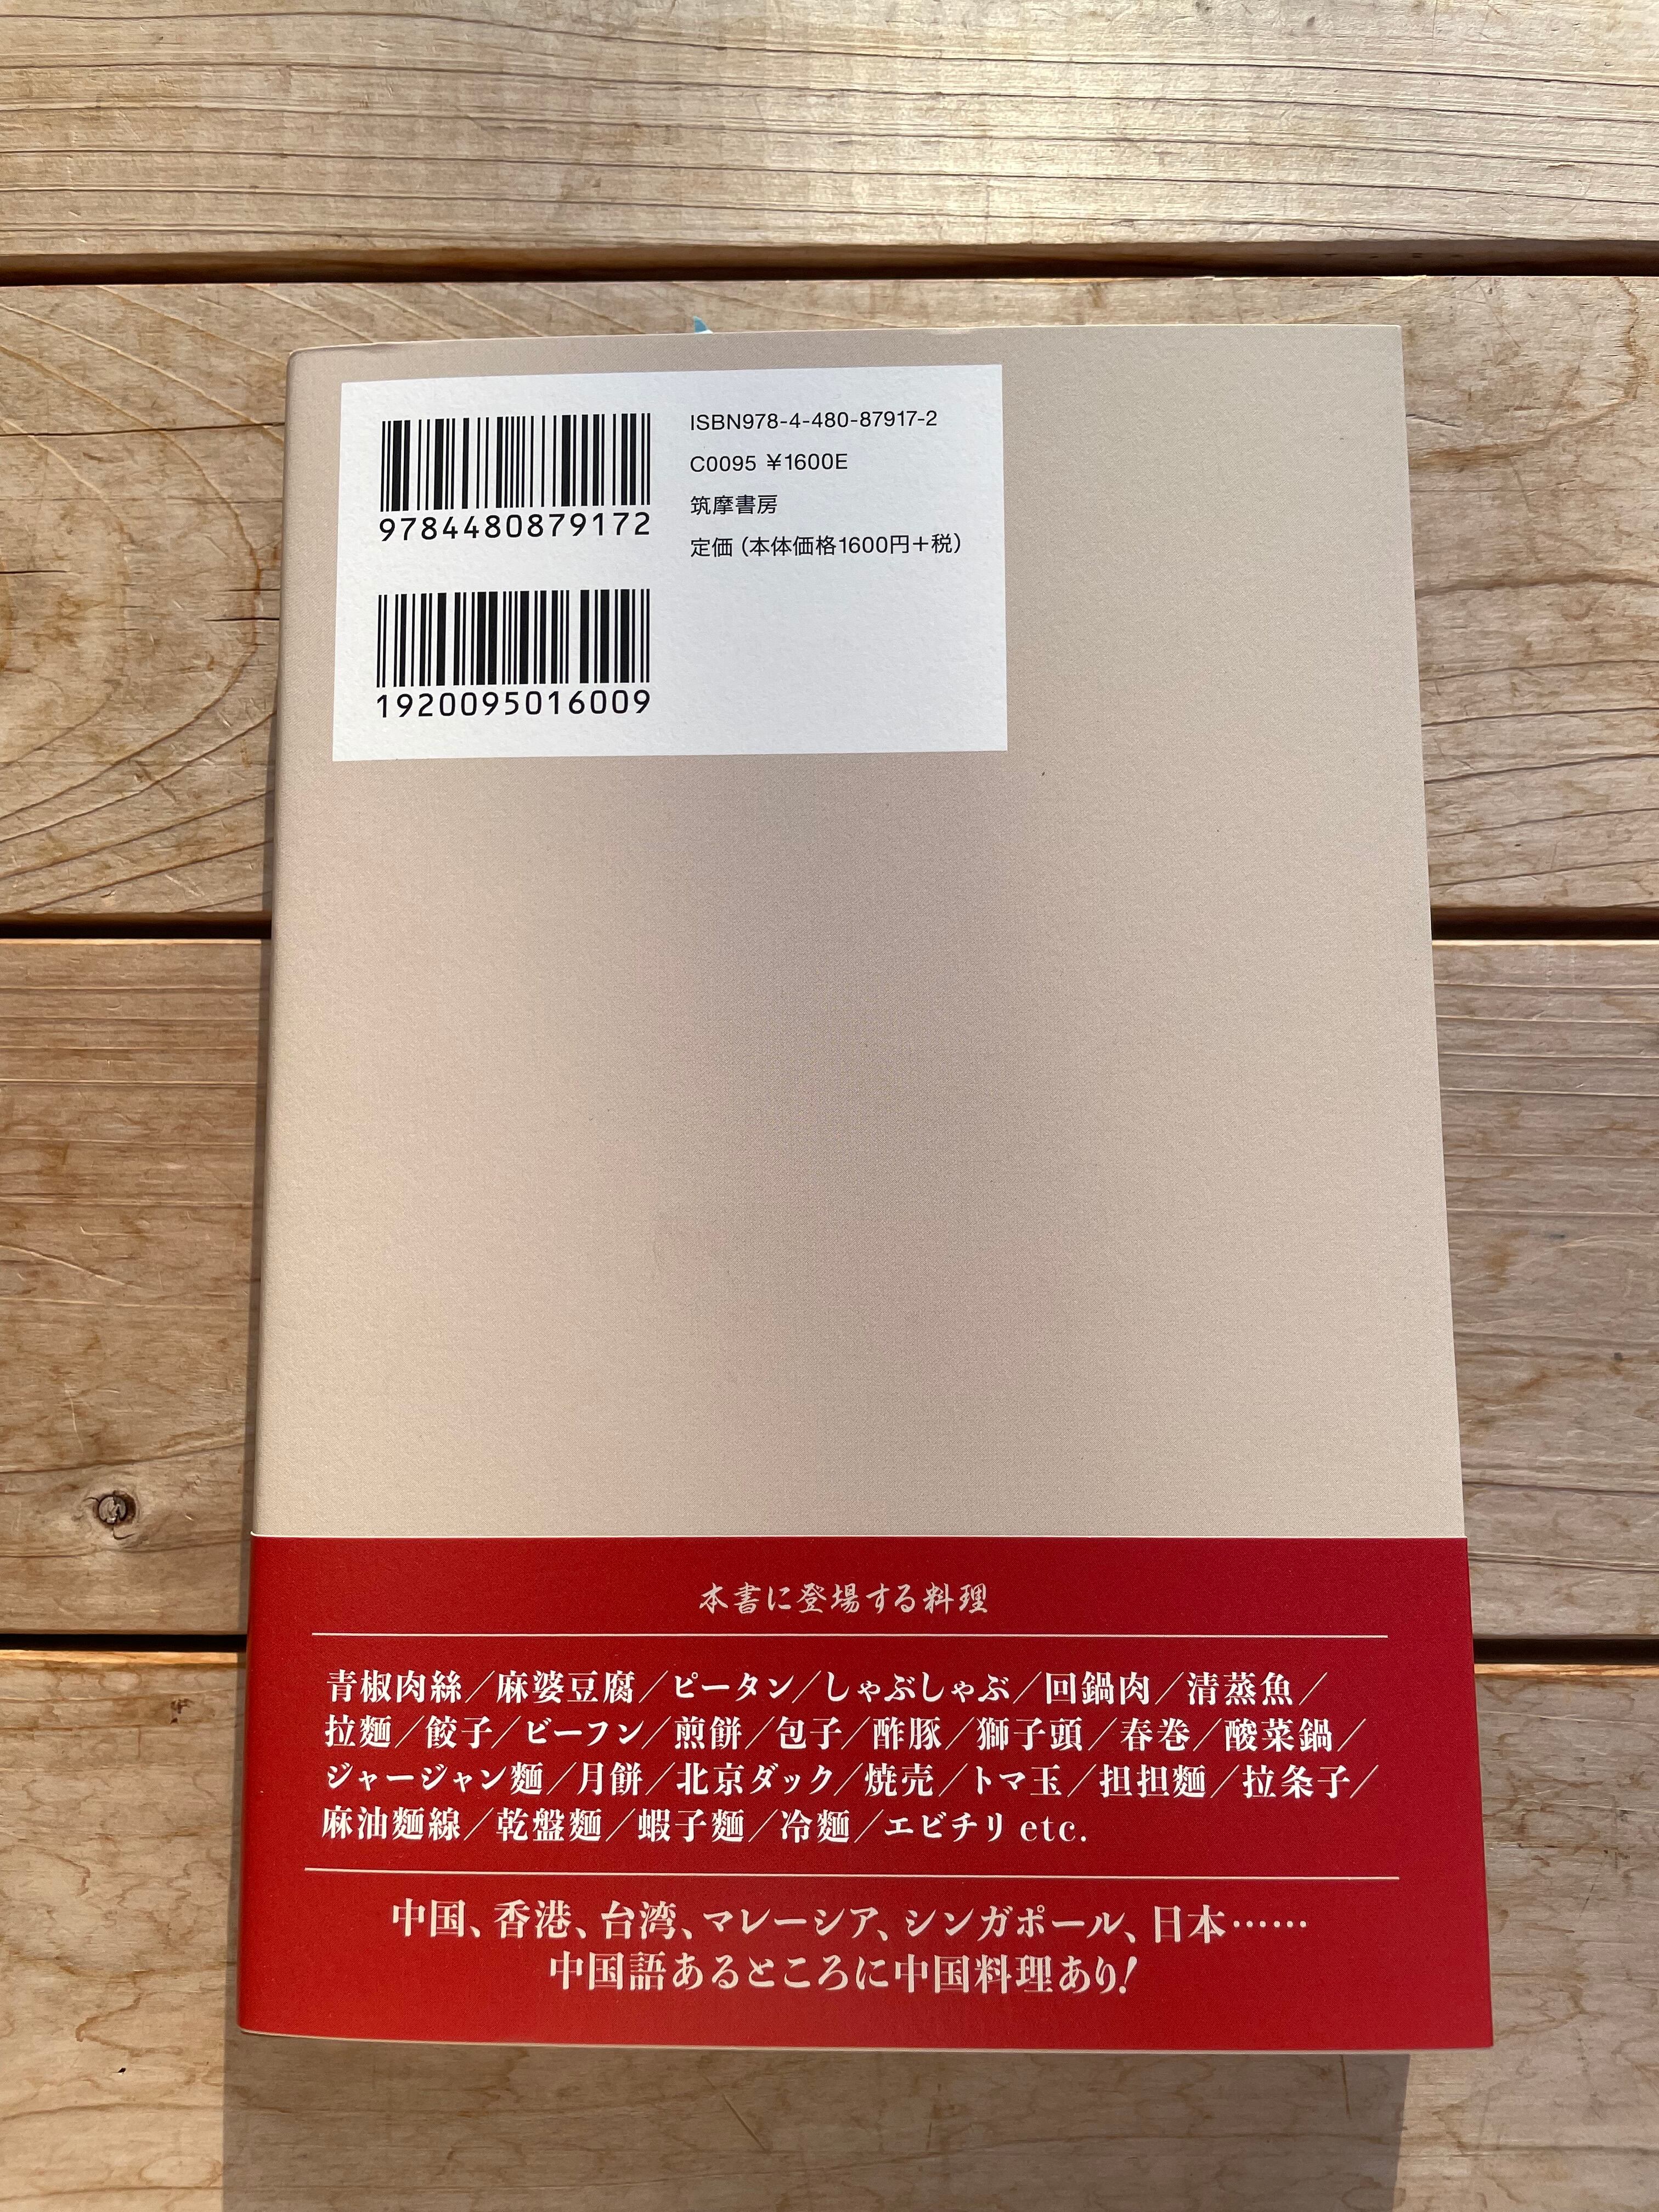 ISBN978-4-480-87917-2
C0095 ¥1600E
筑摩書房
定価（本体価格1600円＋税）
9784480879172
1920095016009
本書に登場する料理
青椒肉絲／麻婆豆腐／ピータン／しゃぶしゃぶ／回鍋肉／清蒸魚／
拉麵／餃子／ビーフン／煎餅／包子／酢豚／獅子頭／春巻／酸菜鍋／
ジャージャン麵／月餅／北京ダック／焼売／トマ玉／担担麵／拉条子／
麻油麵線／乾盤麵／蝦子麵／冷麵／エビチリ etc.
中国、香港、台湾、マレーシア、シンガポール、日本……
中国語あるところに中国料理あり！